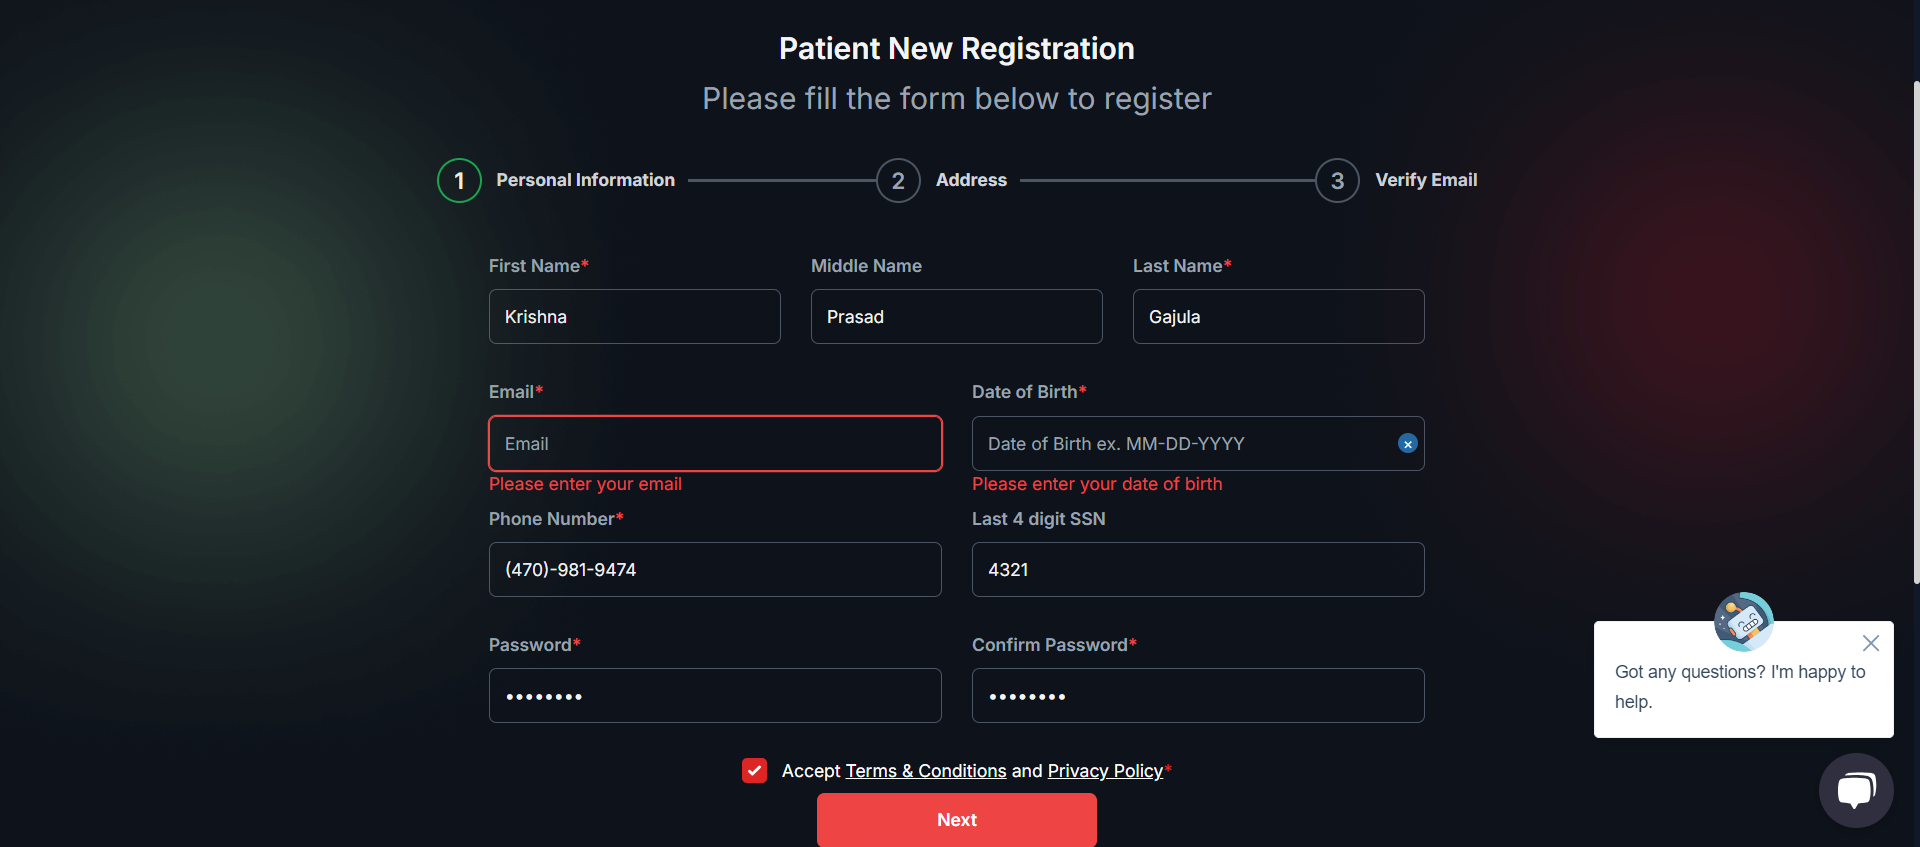 Patient New Registration
Please fill the form below to register
1 Personal Information 2 Address 3 Verify Email
First Name* Middle Name Last Name*
Krishna Prasad Gajula
Email* Date of Birth*
Email Date of Birth ex. MM-DD-YYYY
Please enter your email Please enter your date of birth
Phone Number* Last 4 digit SSN
(470)-981-9474 4321
Password* Confirm Password*
•••••••• ••••••••
Got any questions? I'm happy to
help.
Accept Terms & Conditions and Privacy Policy*
Next